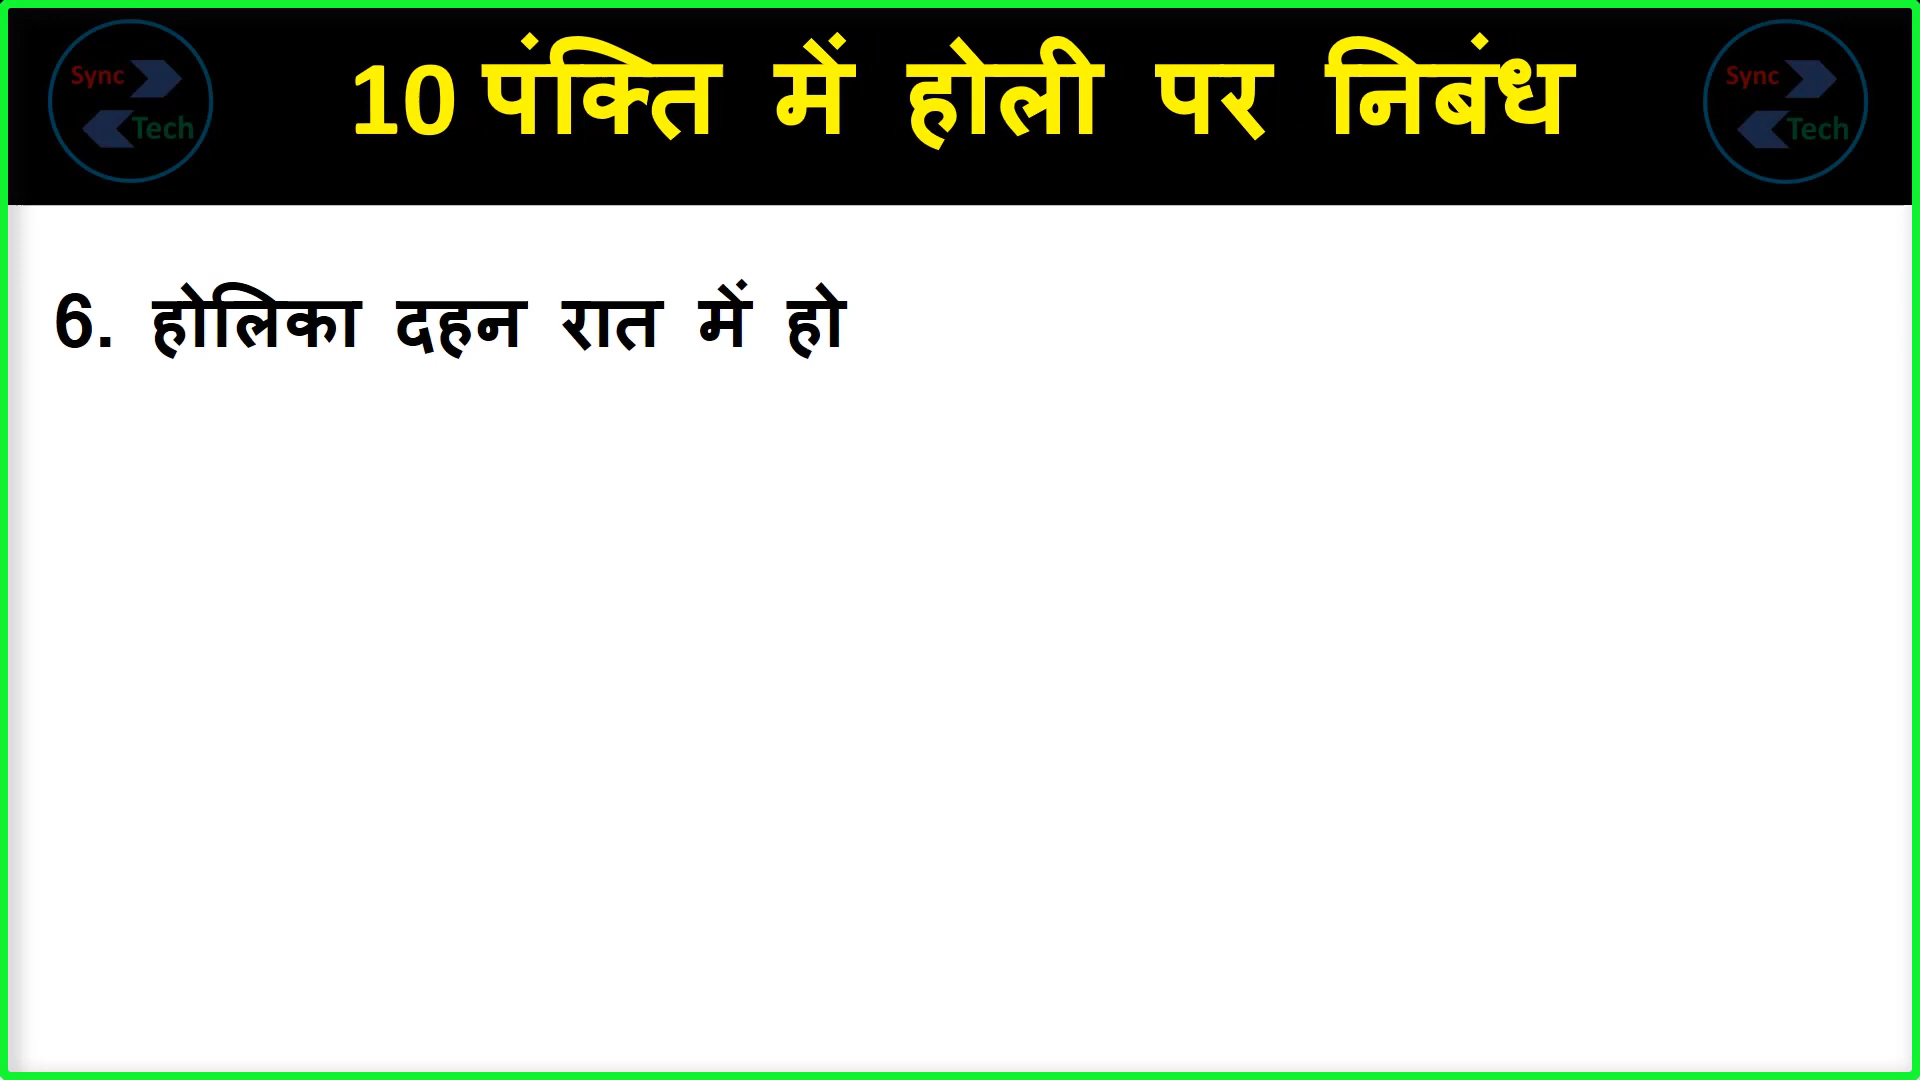 Sync
Tech
10 पंक्ति में होली पर निबंध
Sync
Tech
6. होलिका दहन रात में हो